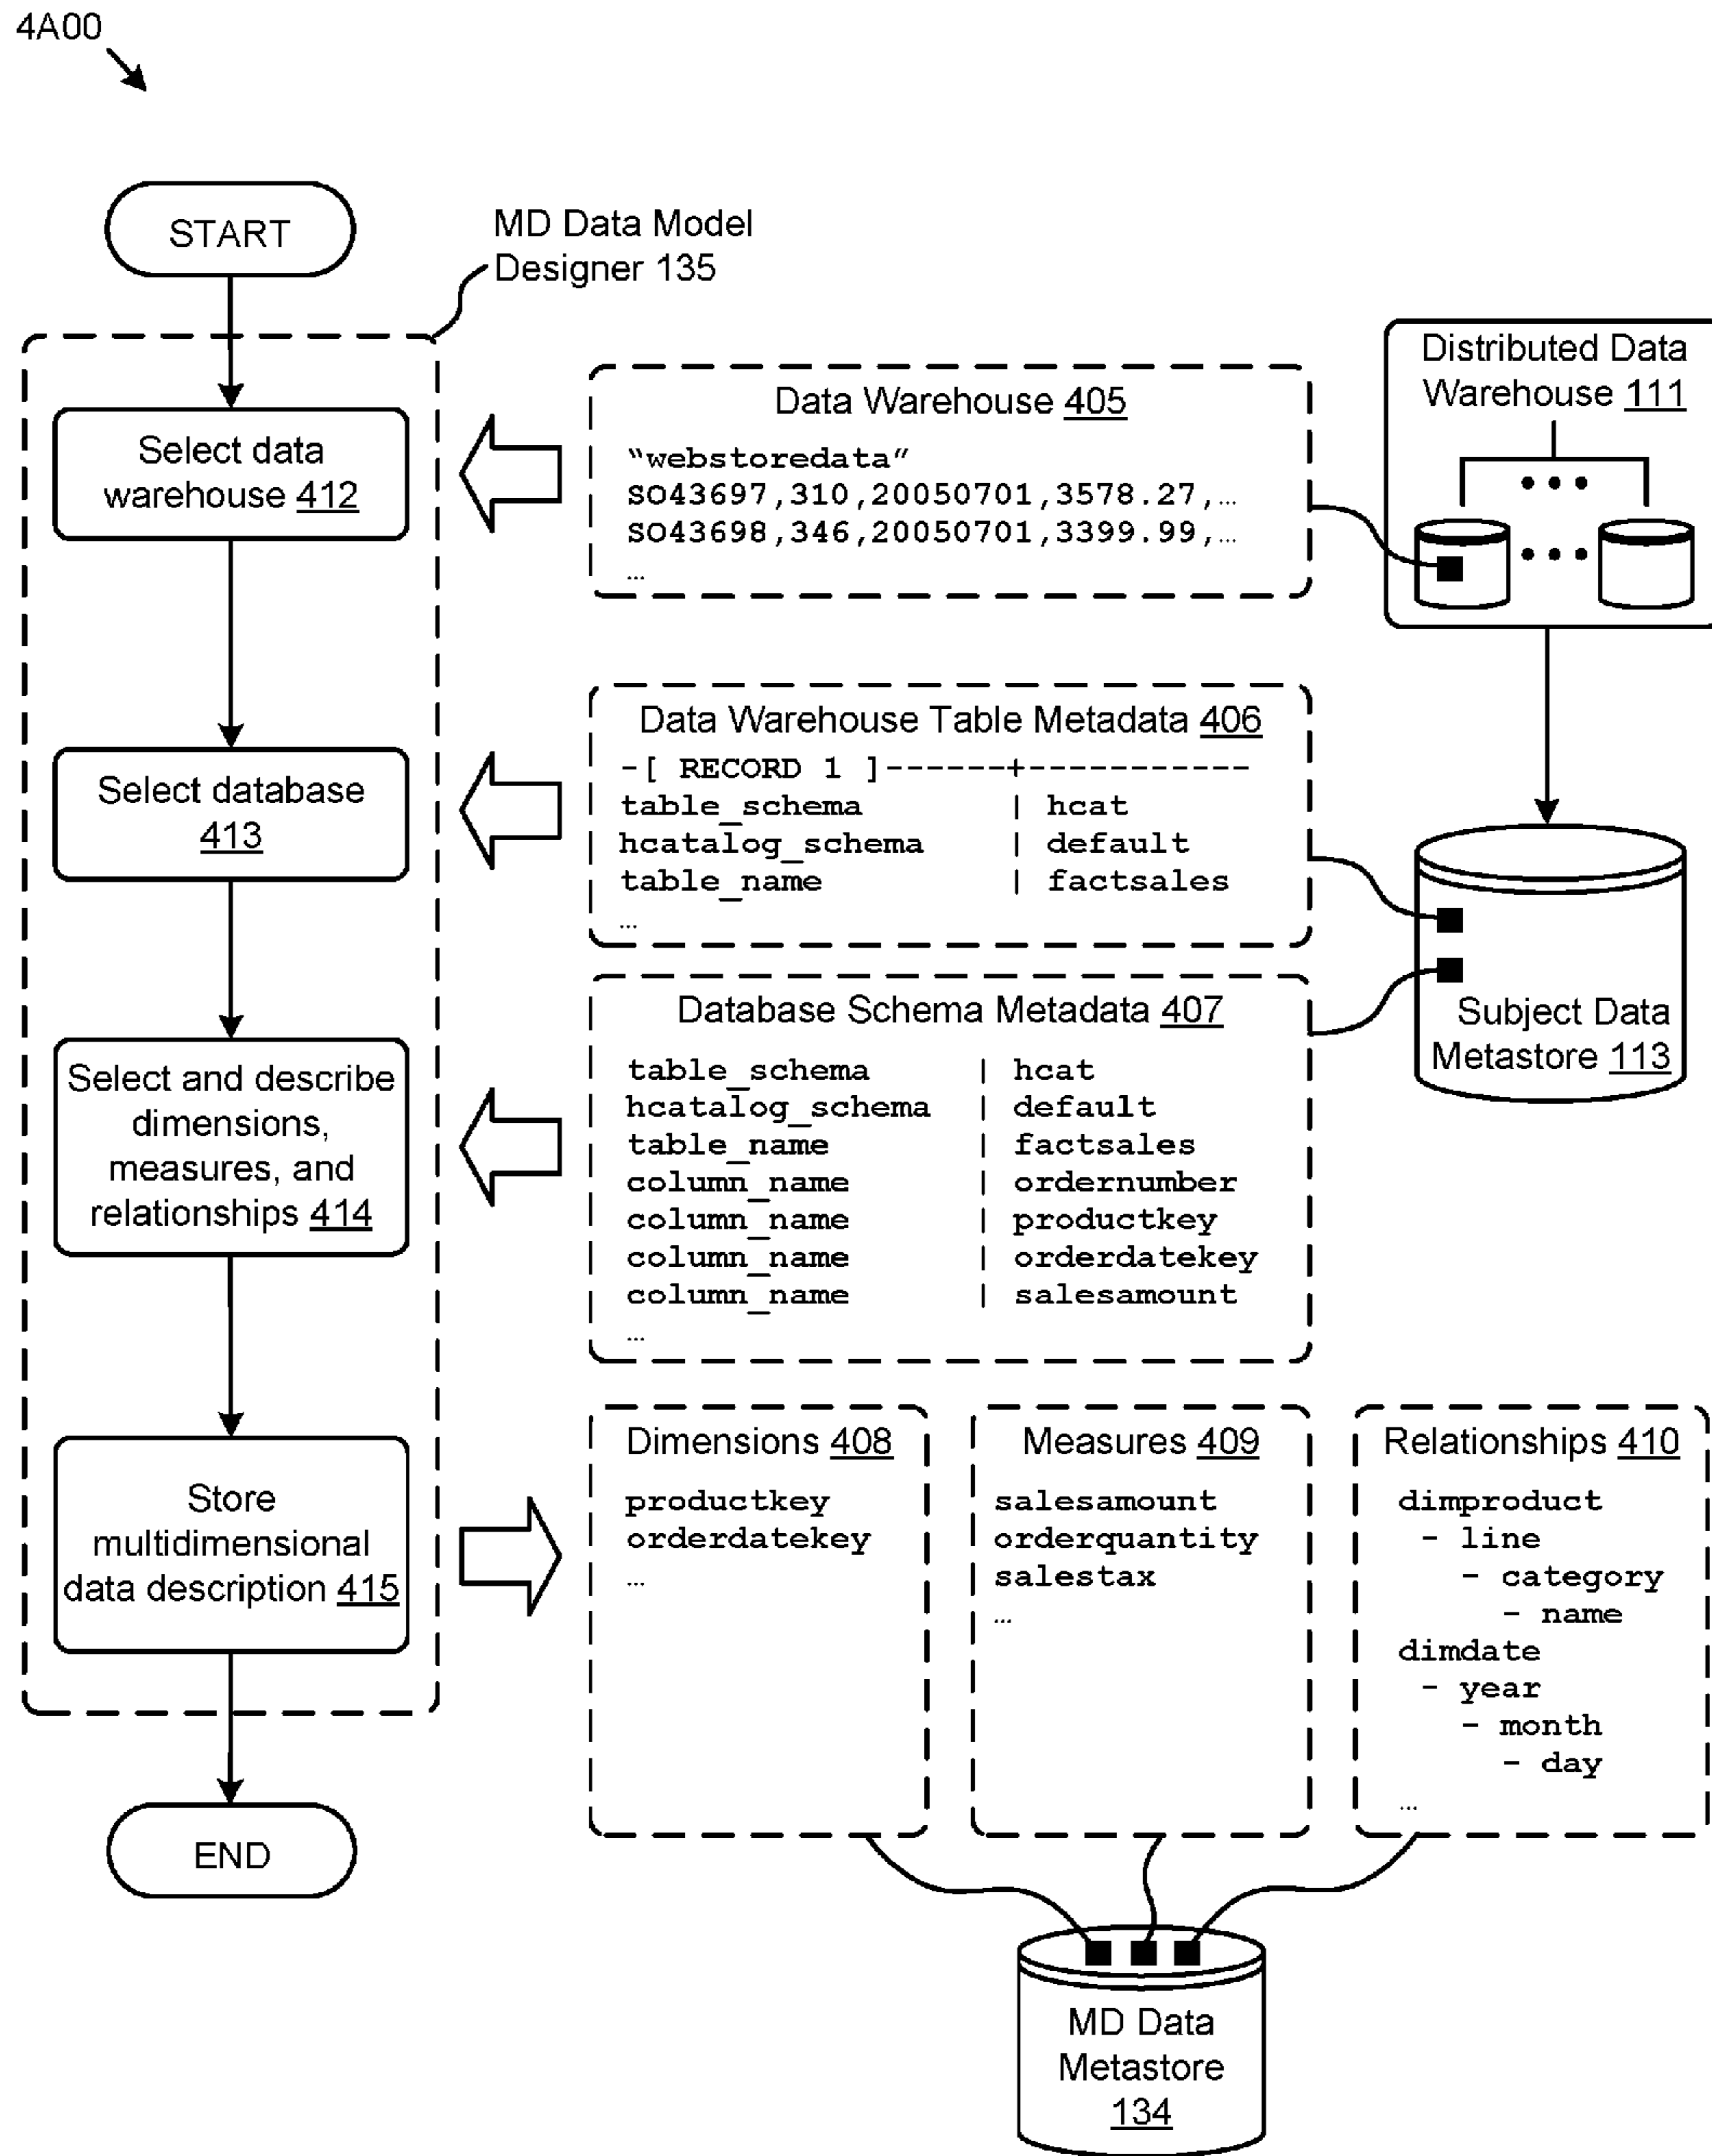 4A00
START
MD Data Model
Designer 135
Select data
warehouse 412
Select database
413
Select and describe
dimensions,
measures, and
relationships 414
Store
multidimensional
data description 415
END
Data Warehouse 405
“webstoredata”
SO43697,310,20050701,3578.27,…
SO43698,346,20050701,3399.99,…
…
Distributed Data
Warehouse 111
Data Warehouse Table Metadata 406
-[ RECORD 1 ]------+-----------
table_schema | hcat
hcatalog_schema | default
table_name | factsales
…
Database Schema Metadata 407
table_schema | hcat
hcatalog_schema | default
table_name | factsales
column_name | ordernumber
column_name | productkey
column_name | orderdatekey
column_name | salesamount
…
Subject Data
Metastore 113
Dimensions 408
productkey
orderdatekey
…
Measures 409
salesamount
orderquantity
salestax
…
Relationships 410
dimproduct
- line
- category
- name
dimdate
- year
- month
- day
…
MD Data
Metastore
134